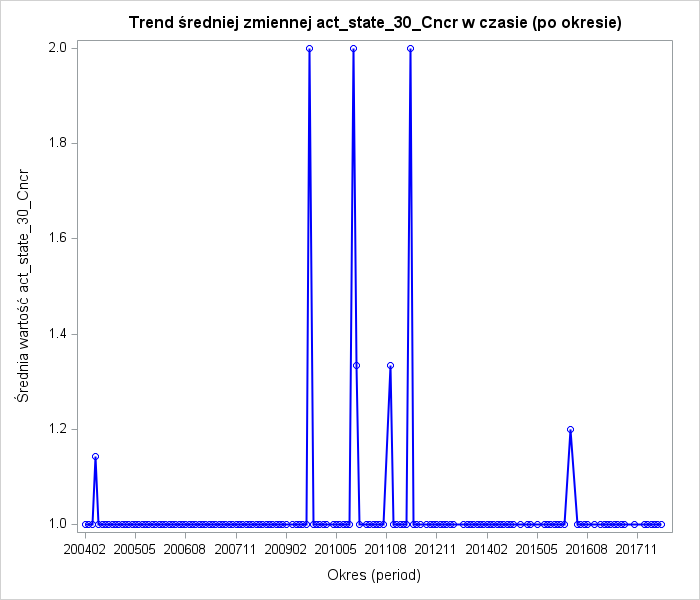 Trend średniej zmiennej act_state_30_Cncr w czasie (po okresie)
Średnia wartość act_state_30_Cncr
2.0
1.8
1.6
1.4
1.2
1.0
200402 200505 200608 200711 200902 201005 201108 201211 201402 201505 201608 201711
Okres (period)